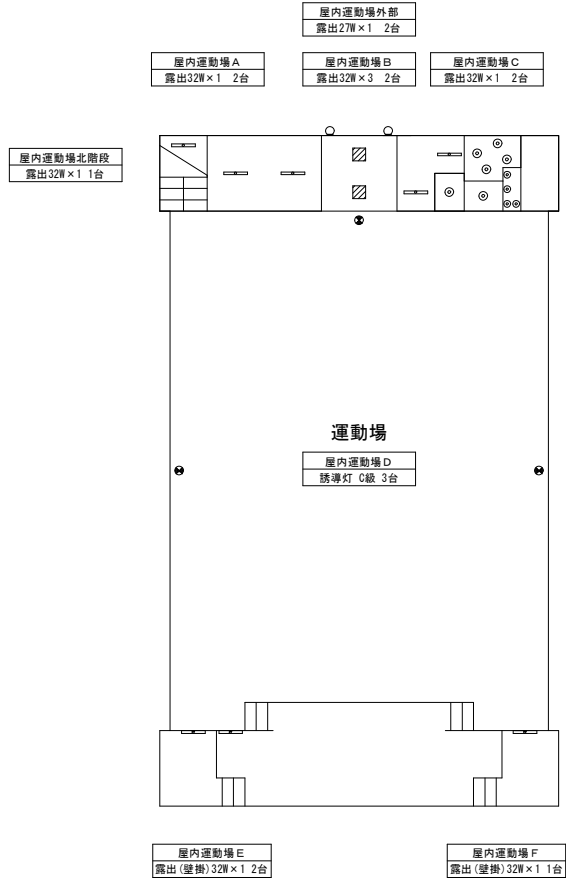 屋内運動場外部
露出27W×1 2台
屋内運動場A
露出32W×1 2台
屋内運動場B
露出32W×3 2台
屋内運動場C
露出32W×1 2台
屋内運動場北階段
露出32W×1 1台
運動場
屋内運動場D
誘導灯 C級 3台
屋内運動場E
露出(壁掛)32W×1 2台
屋内運動場F
露出(壁掛)32W×1 1台